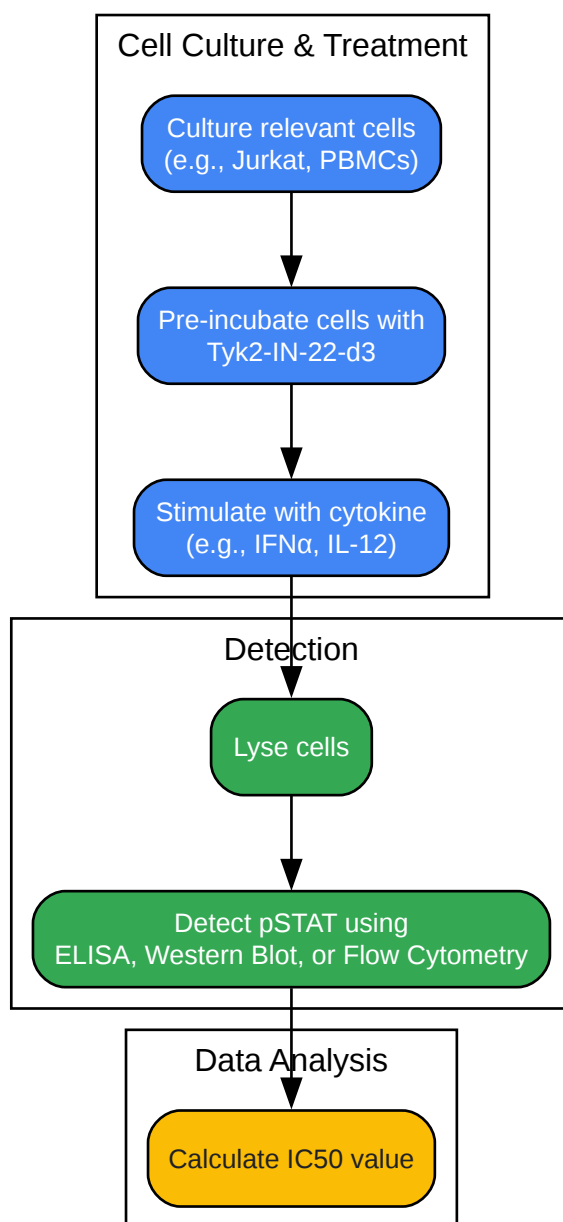 Cell Culture & Treatment
Culture relevant cells
(e.g., Jurkat, PBMCs)
Pre-incubate cells with
Tyk2-IN-22-d3
Stimulate with cytokine
(e.g., IFNα, IL-12)
Detection
Lyse cells
Detect pSTAT using
ELISA, Western Blot, or Flow Cytometry
Data Analysis
Calculate IC50 value